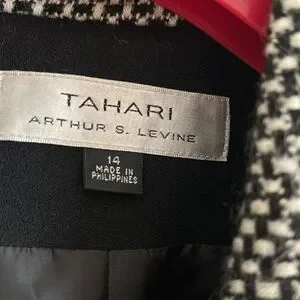 TAHARI
ARTHUR S. LEVINE
14
MADE IN
PHILIPPINES